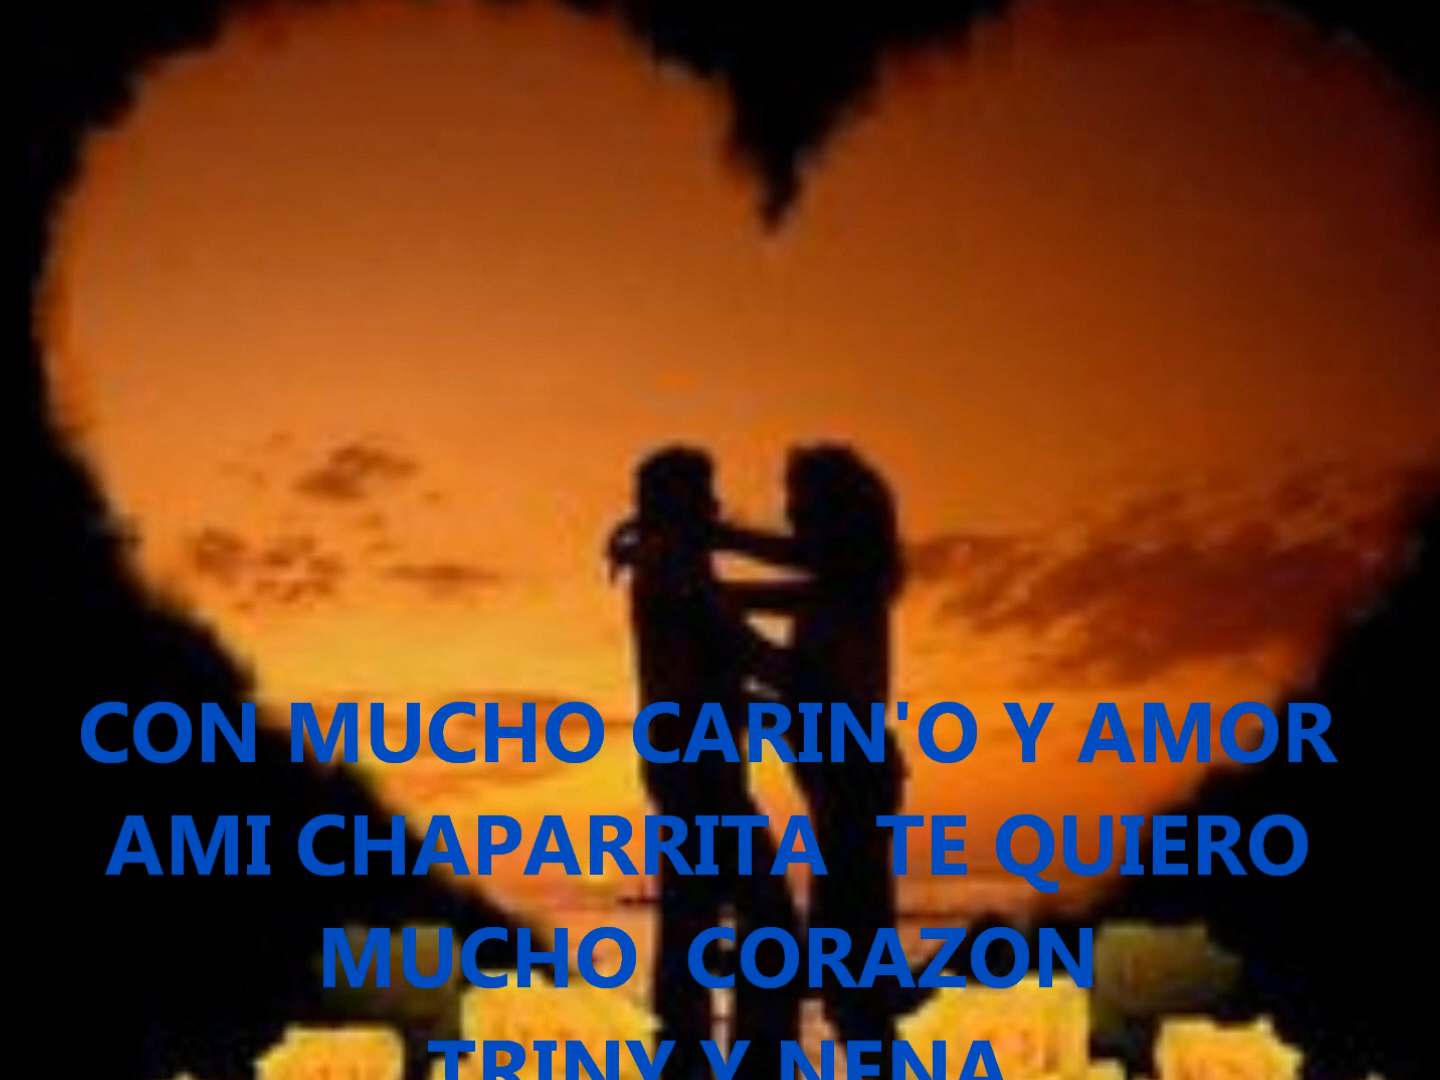 CON MUCHO CARIN'O Y AMOR
AMI CHAPARRITA TE QUIERO
MUCHO CORAZON
TRINY Y NENA